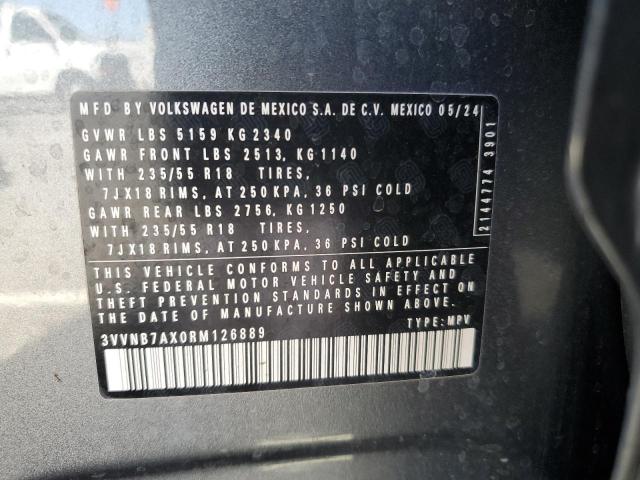 MFD BY VOLKSWAGEN DE MEXICO S.A. DE C.V. MEXICO 05/24
GVWR LBS 5159 KG 2340
GAWR FRONT LBS 2513, KG 1140
WITH 235/55 R18 TIRES,
7JX18 RIMS, AT 250 KPA, 36 PSI COLD
GAWR REAR LBS 2756, KG 1250
WITH 235/55 R18 TIRES,
7JX18 RIMS, AT 250 KPA, 36 PSI COLD
THIS VEHICLE CONFORMS TO ALL APPLICABLE
U.S. FEDERAL MOTOR VEHICLE SAFETY AND
THEFT PREVENTION STANDARDS IN EFFECT ON
THE DATE OF MANUFACTURE SHOWN ABOVE.
3VVNB7AX0RM126889 TYPE:MPV
2144774 3901